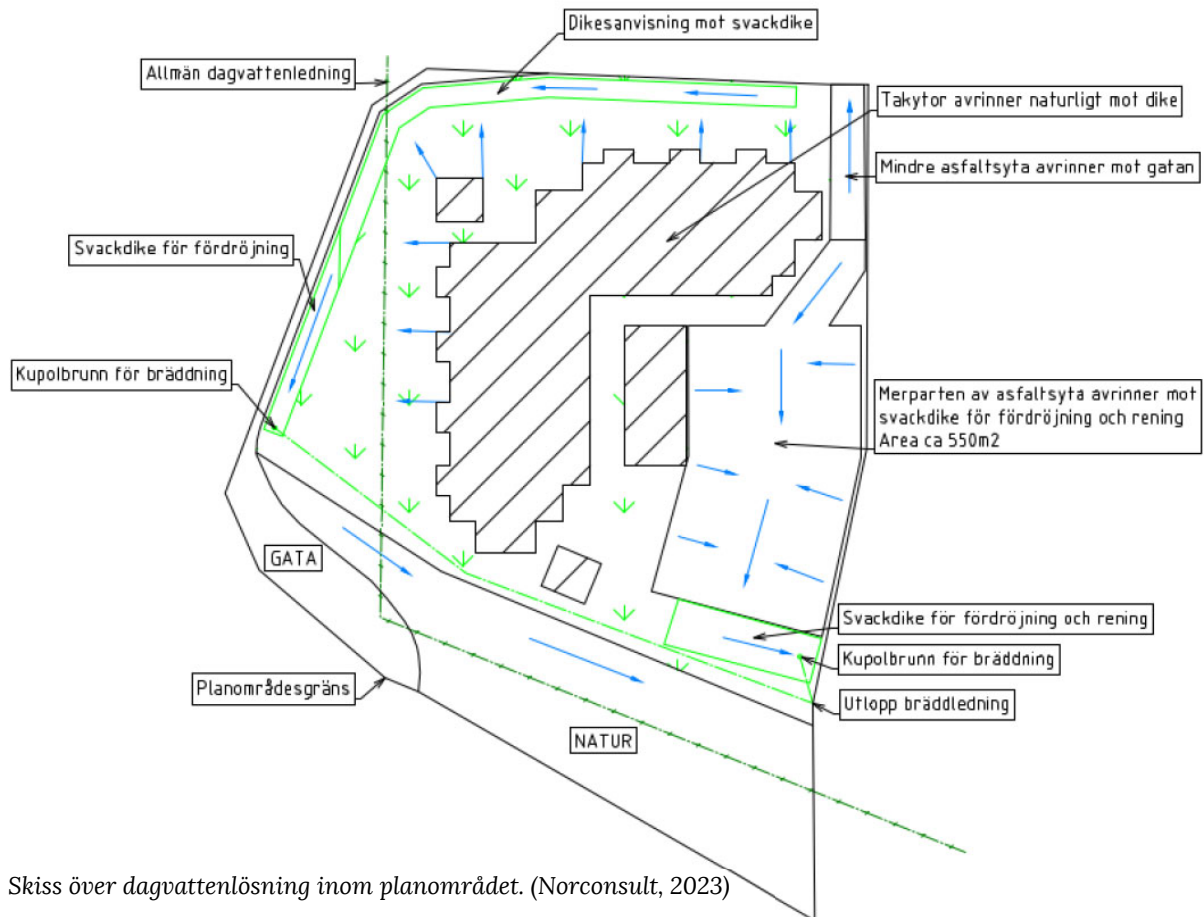 Dikesanvisning mot svackdike
Allmän dagvattenledning
Takytor avrinner naturligt mot dike
Mindre asfaltsyta avrinner mot gatan
Svackdike för fördröjning
Kupolbrunn för bräddning
Merparten av asfaltsyta avrinner mot
svackdike för fördröjning och rening
Area ca 550m2
GATA
Svackdike för fördröjning och rening
Kupolbrunn för bräddning
Planområdesgräns
Utlopp bräddledning
NATUR
Skiss över dagvattenlösning inom planområdet. (Norconsult, 2023)